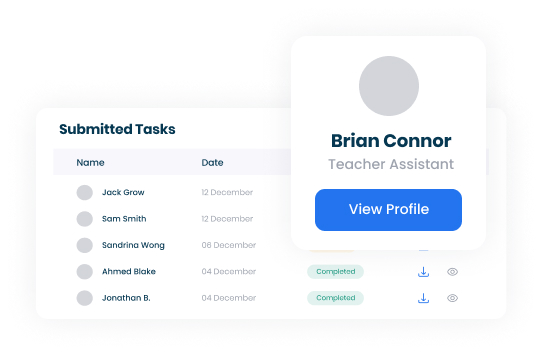 Submitted Tasks
Name Date
Jack Grow 12 December
Sam Smith 12 December
Sandrina Wong 06 December
Ahmed Blake 04 December Completed
Jonathan B. 04 December Completed
Brian Connor
Teacher Assistant
View Profile